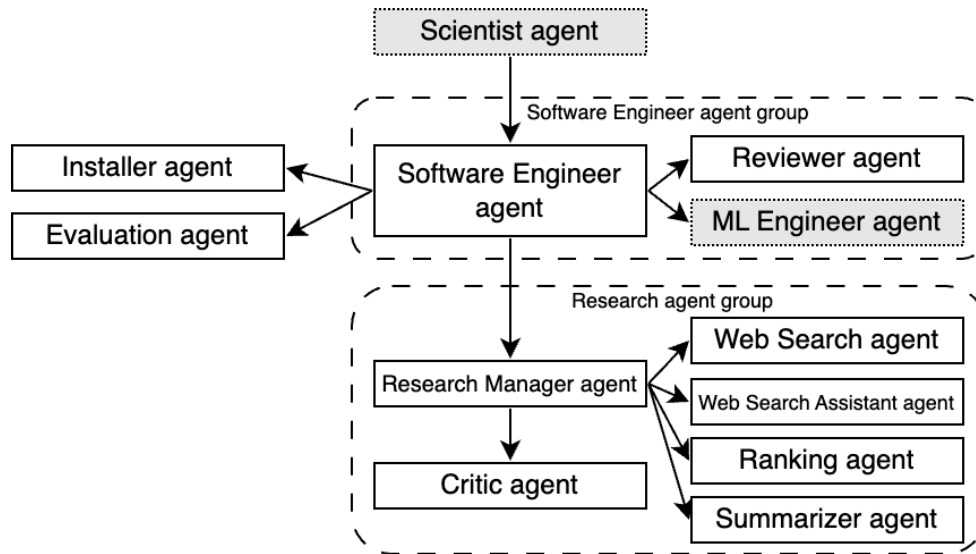 Scientist agent
Software Engineer agent group
Installer agent
Evaluation agent
Software Engineer
agent
Reviewer agent
ML Engineer agent
Research agent group
Research Manager agent
Critic agent
Web Search agent
Web Search Assistant agent
Ranking agent
Summarizer agent